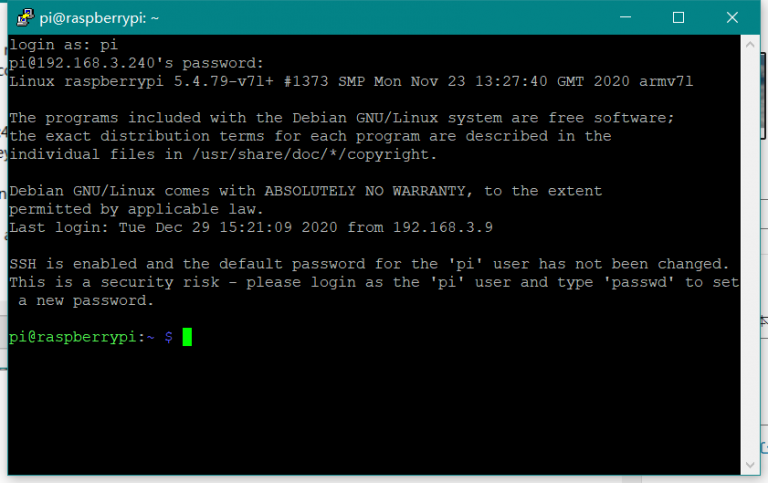 pi@raspberrypi: ~
login as: pi
pi@192.168.3.240's password:
Linux raspberrypi 5.4.79-v7l+ #1373 SMP Mon Nov 23 13:27:40 GMT 2020 armv7l
The programs included with the Debian GNU/Linux system are free software;
the exact distribution terms for each program are described in the
individual files in /usr/share/doc/*/copyright.
Debian GNU/Linux comes with ABSOLUTELY NO WARRANTY, to the extent
permitted by applicable law.
Last login: Tue Dec 29 15:21:09 2020 from 192.168.3.9
SSH is enabled and the default password for the 'pi' user has not been changed.
This is a security risk - please login as the 'pi' user and type 'passwd' to set
a new password.
pi@raspberrypi:~ $